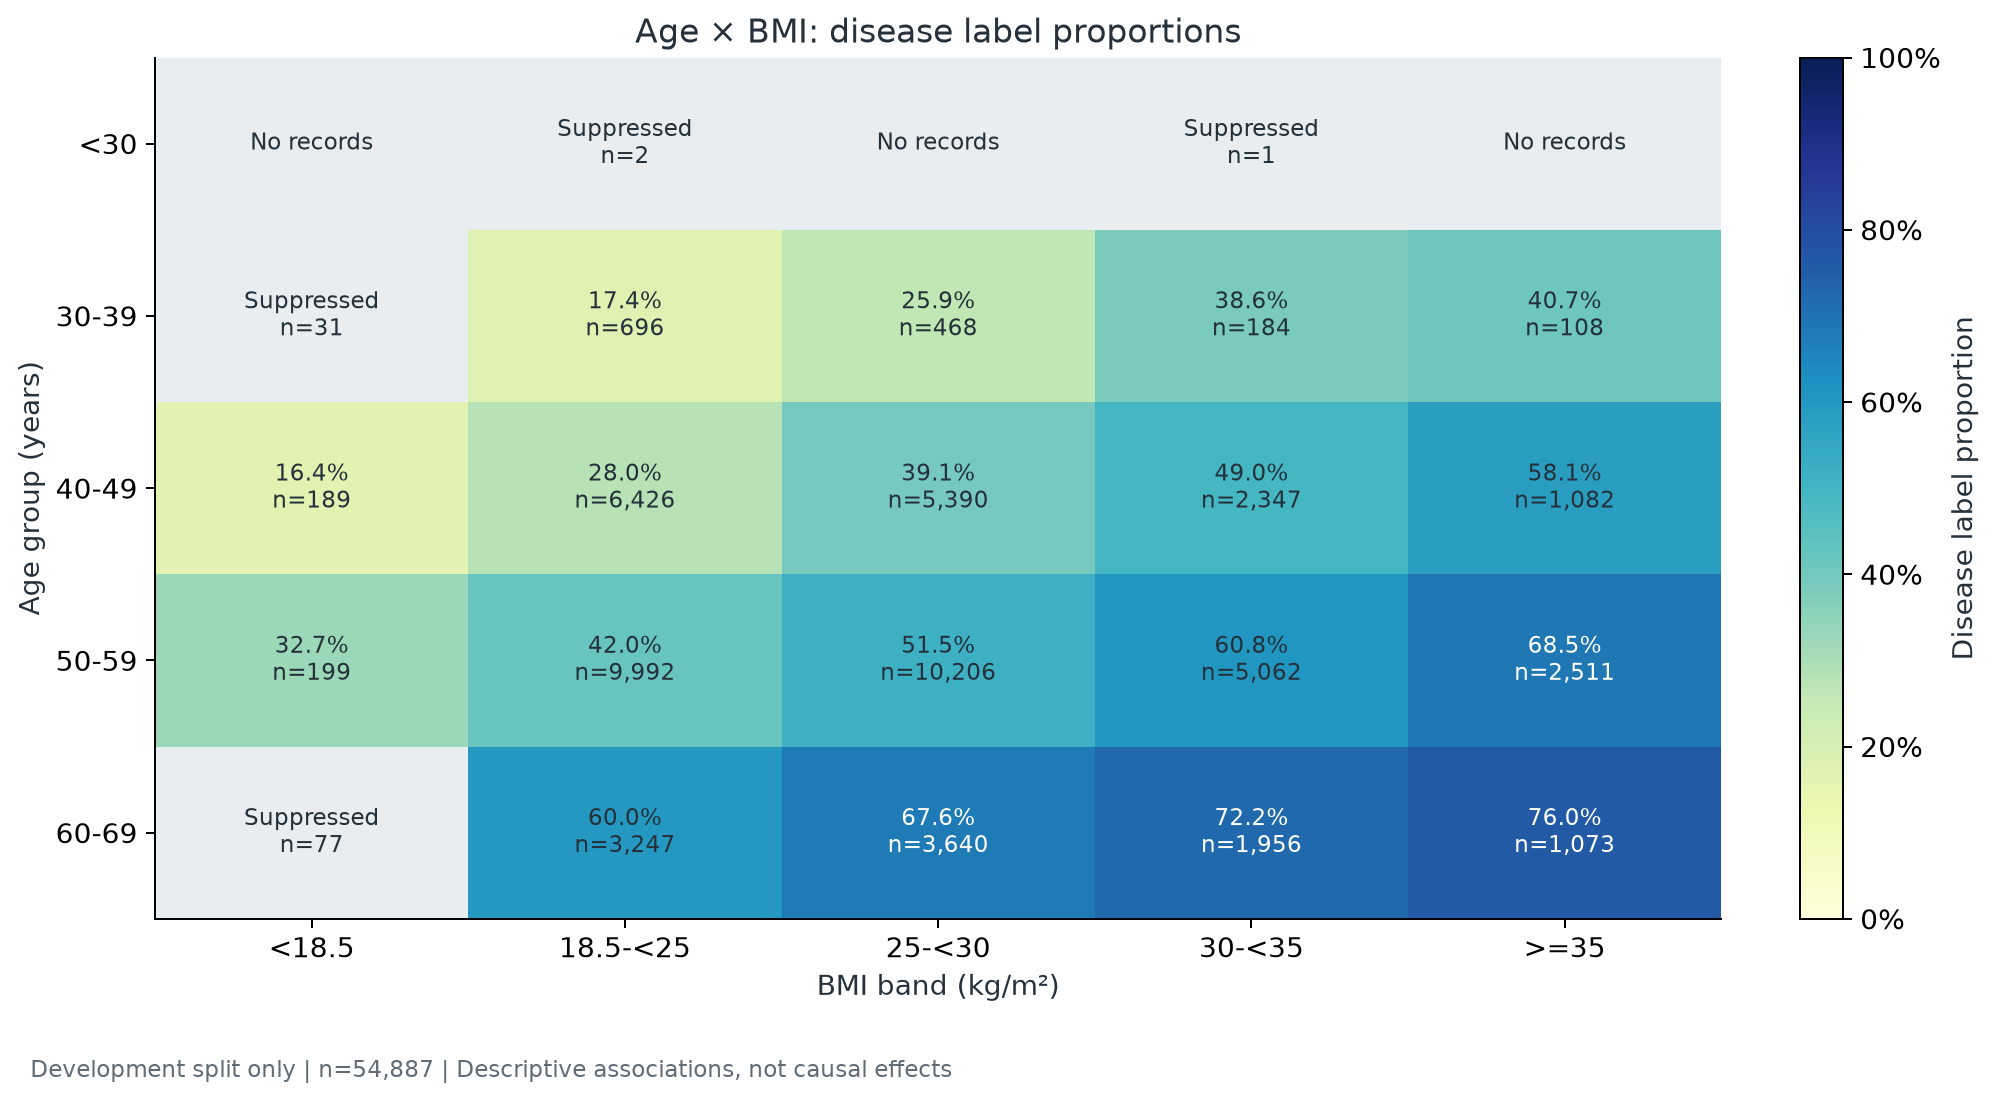 Age × BMI: disease label proportions
Age group (years)
<30
No records
Suppressed
n=2
No records
Suppressed
n=1
No records
30-39
Suppressed
n=31
17.4%
n=696
25.9%
n=468
38.6%
n=184
40.7%
n=108
40-49
16.4%
n=189
28.0%
n=6,426
39.1%
n=5,390
49.0%
n=2,347
58.1%
n=1,082
50-59
32.7%
n=199
42.0%
n=9,992
51.5%
n=10,206
60.8%
n=5,062
68.5%
n=2,511
60-69
Suppressed
n=77
60.0%
n=3,247
67.6%
n=3,640
72.2%
n=1,956
76.0%
n=1,073
<18.5
18.5-<25
25-<30
30-<35
>=35
BMI band (kg/m²)
100%
80%
60%
40%
20%
0%
Disease label proportion
Development split only | n=54,887 | Descriptive associations, not causal effects